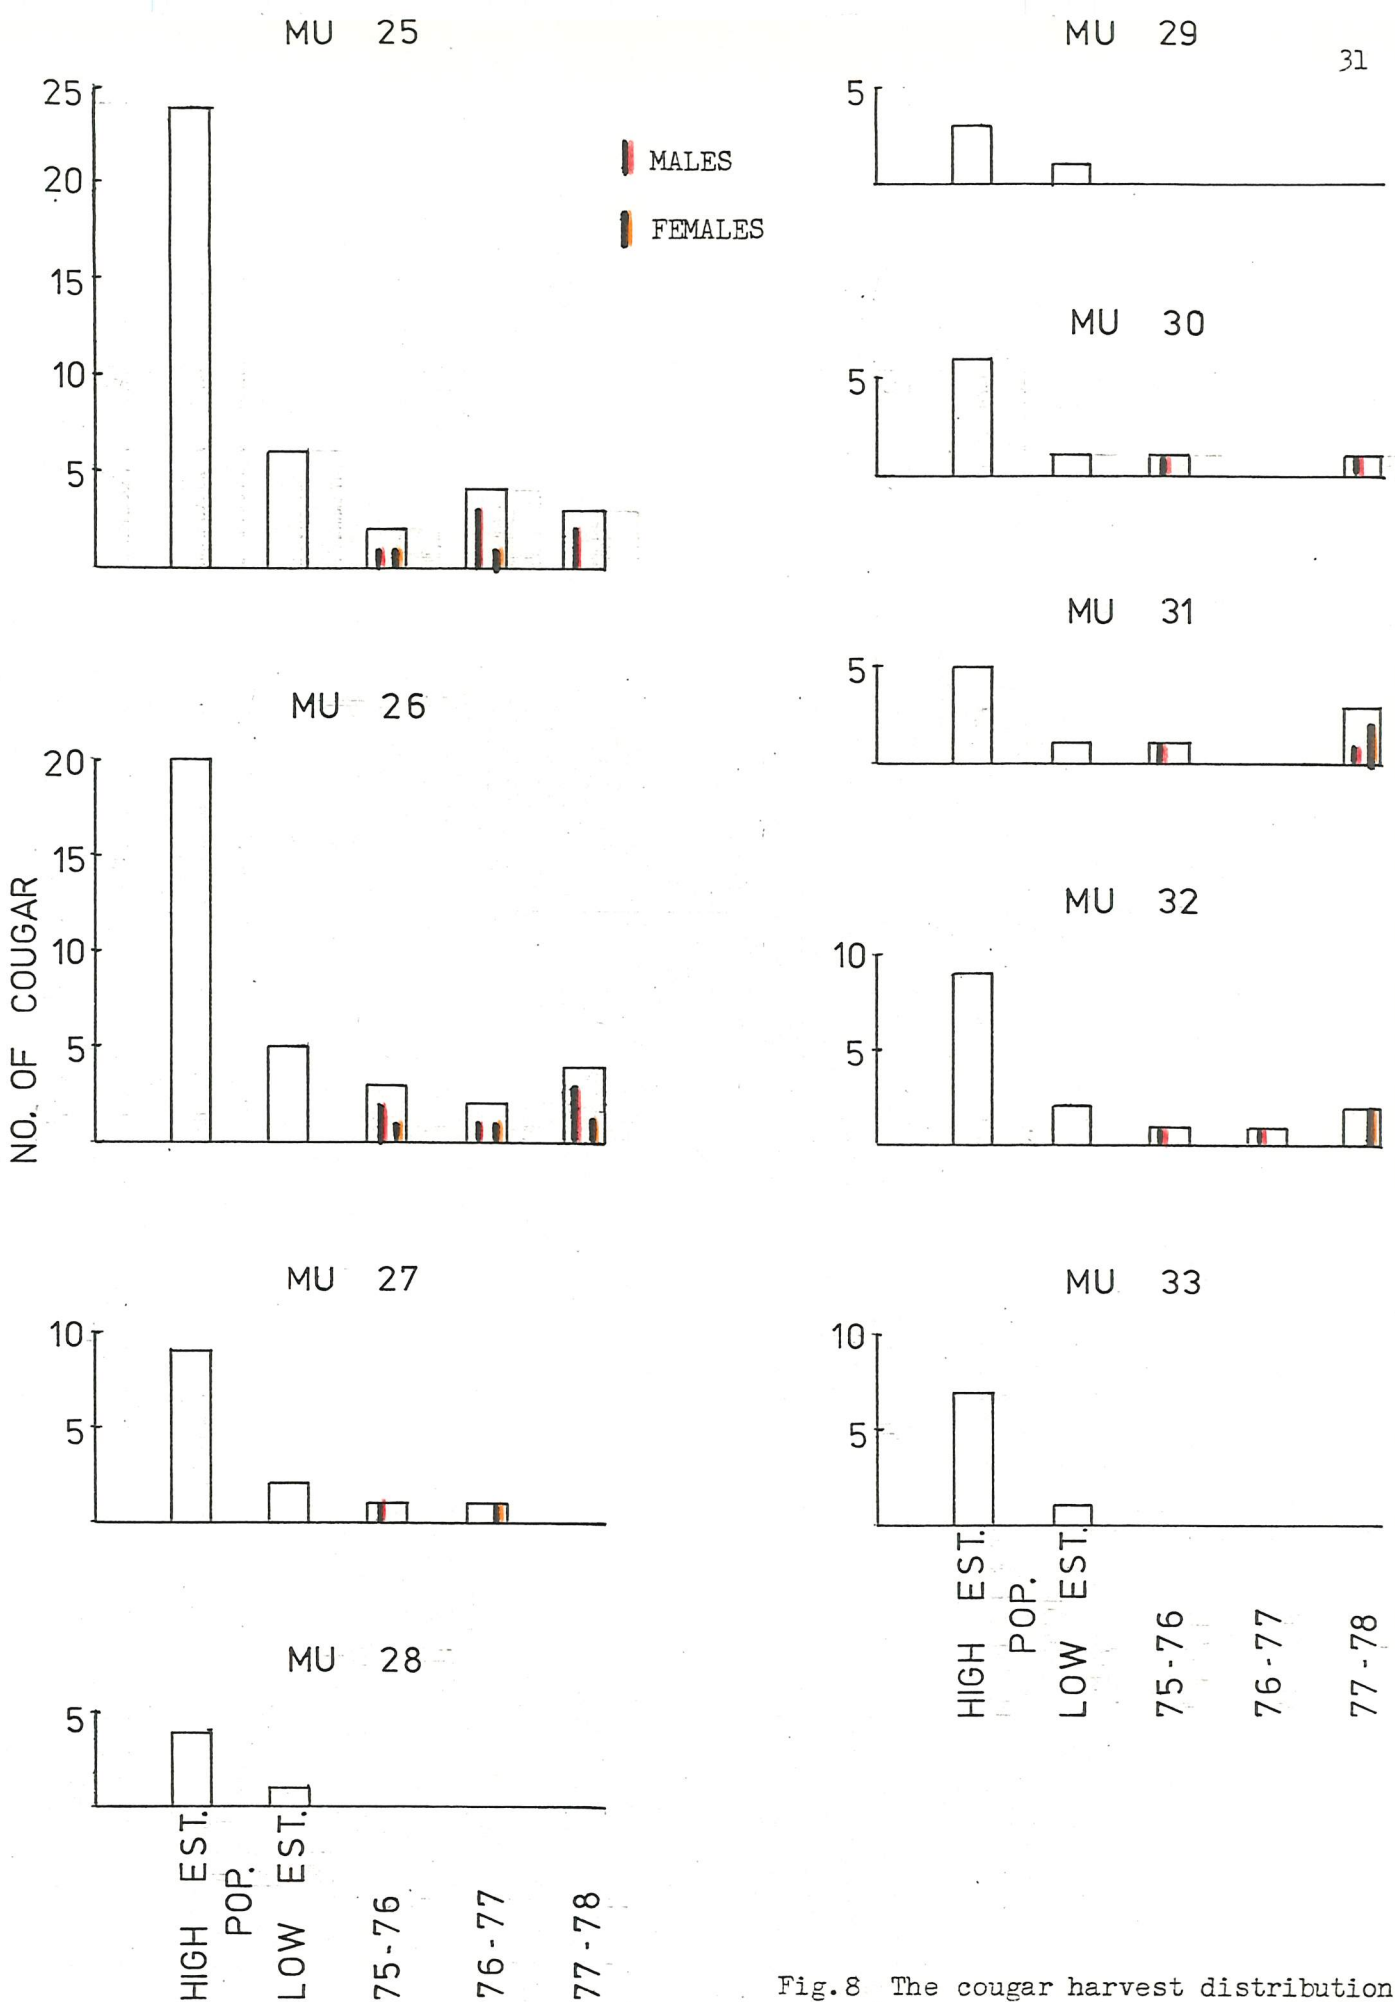 31
MU 25
25
20
15
10
5
MALES
FEMALES
MU 26
20
15
10
5
NO. OF COUGAR
MU 27
10
5
MU 28
5
HIGH EST.
POP.
LOW EST.
75-76
76-77
77-78
MU 29
5
MU 30
5
MU 31
5
MU 32
10
5
MU 33
10
5
HIGH EST.
POP.
LOW EST.
75-76
76-77
77-78
Fig.8 The cougar harvest distribution